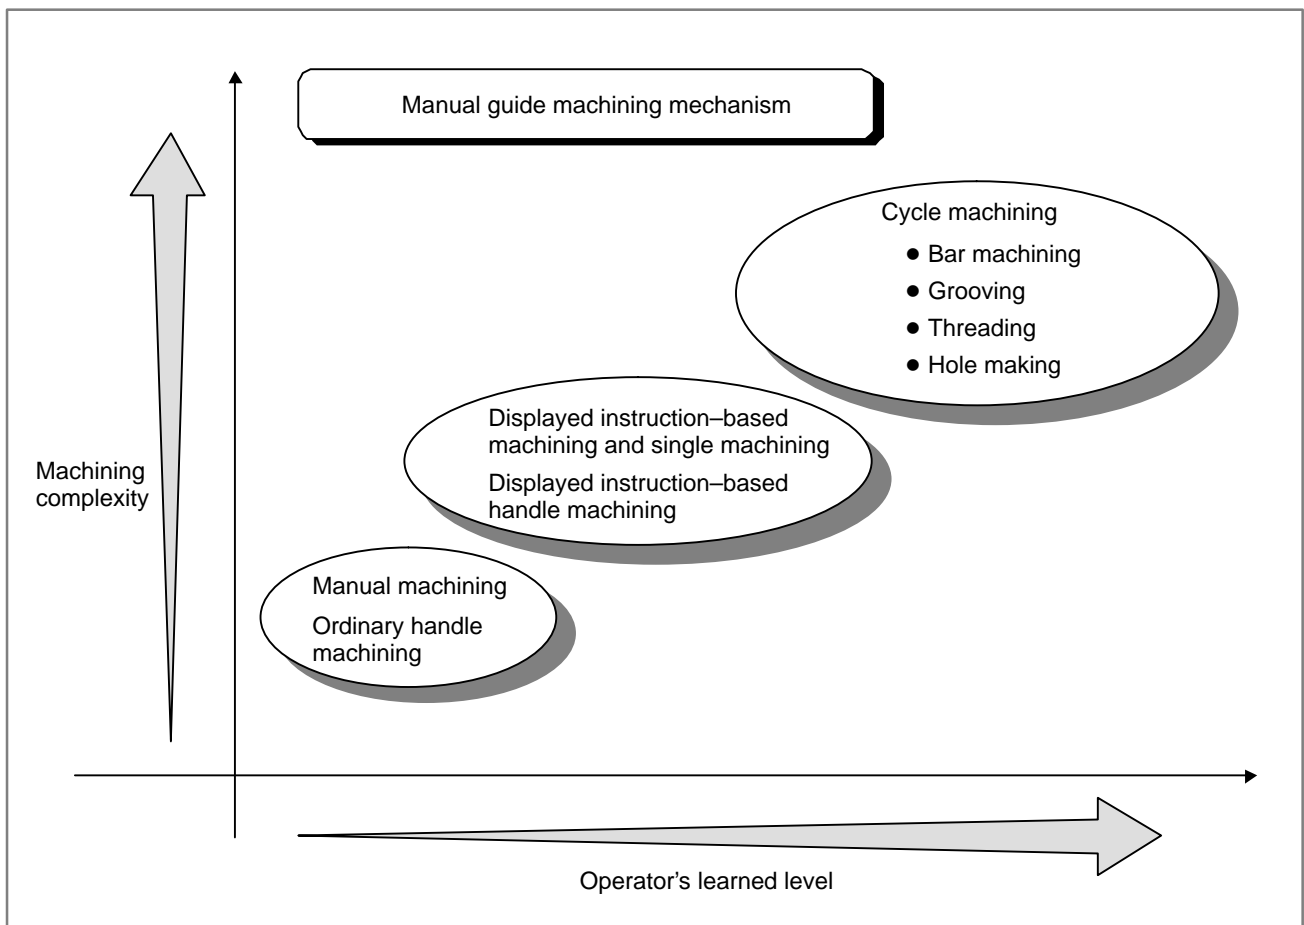 Manual guide machining mechanism
Cycle machining
● Bar machining
● Grooving
● Threading
● Hole making
Displayed instruction–based
machining and single machining
Displayed instruction–based
handle machining
Machining
complexity
Manual machining
Ordinary handle
machining
Operator's learned level